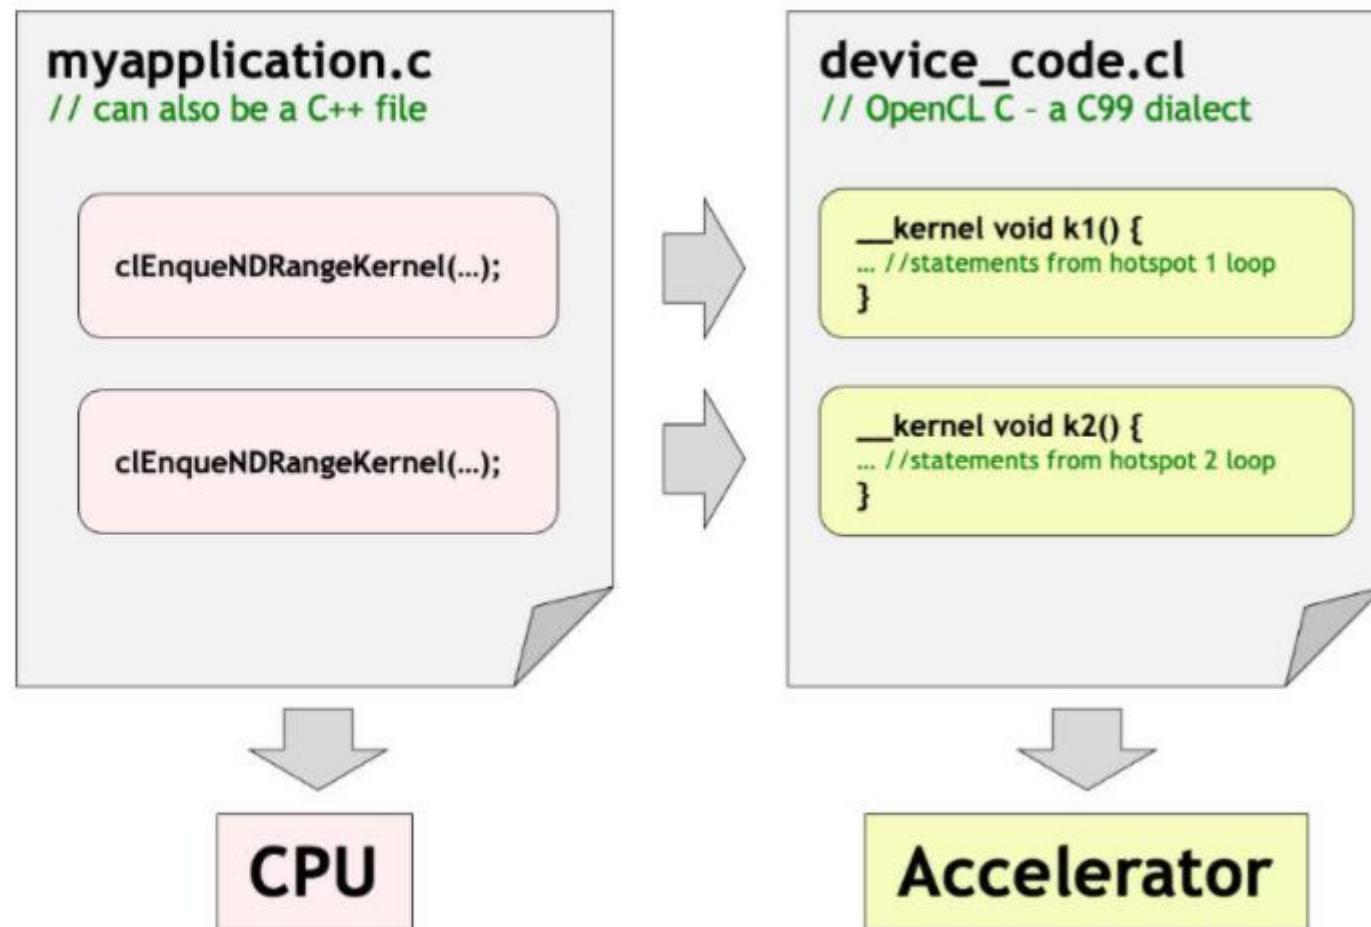 myapplication.c
// can also be a C++ file
clEnqueNDRangeKernel(...);
clEnqueNDRangeKernel(...);
CPU
device_code.cl
// OpenCL C – a C99 dialect
__kernel void k1() {
... //statements from hotspot 1 loop
}
__kernel void k2() {
... //statements from hotspot 2 loop
}
Accelerator